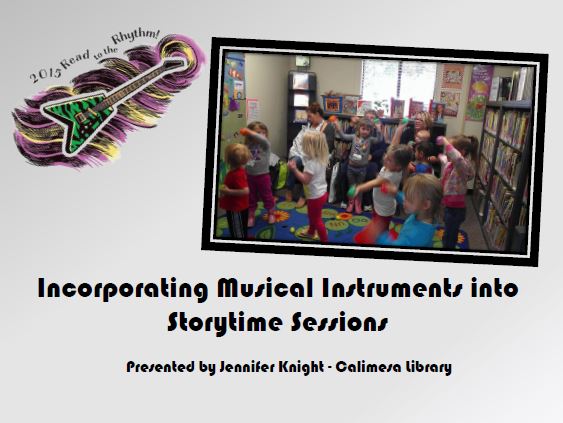 2015 Read to the Rhythm!
Incorporating Musical Instruments into
Storytime Sessions
Presented by Jennifer Knight - Calimesa Library